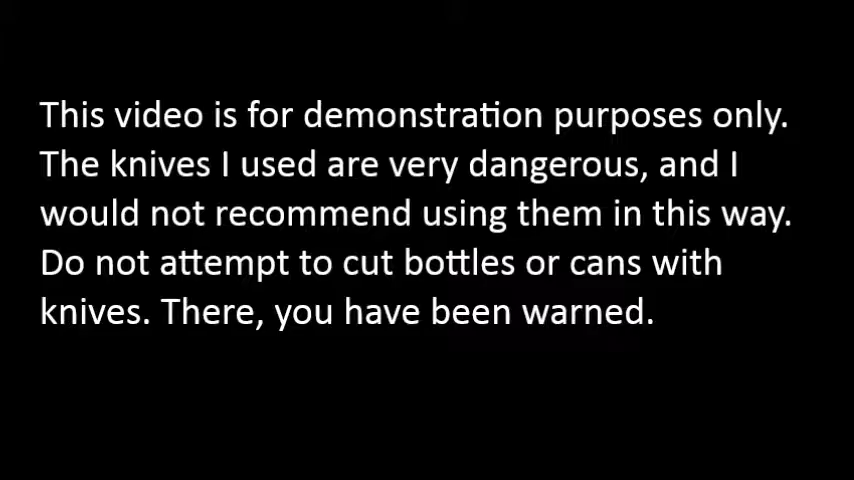 This video is for demonstration purposes only.
The knives I used are very dangerous, and I
would not recommend using them in this way.
Do not attempt to cut bottles or cans with
knives. There, you have been warned.